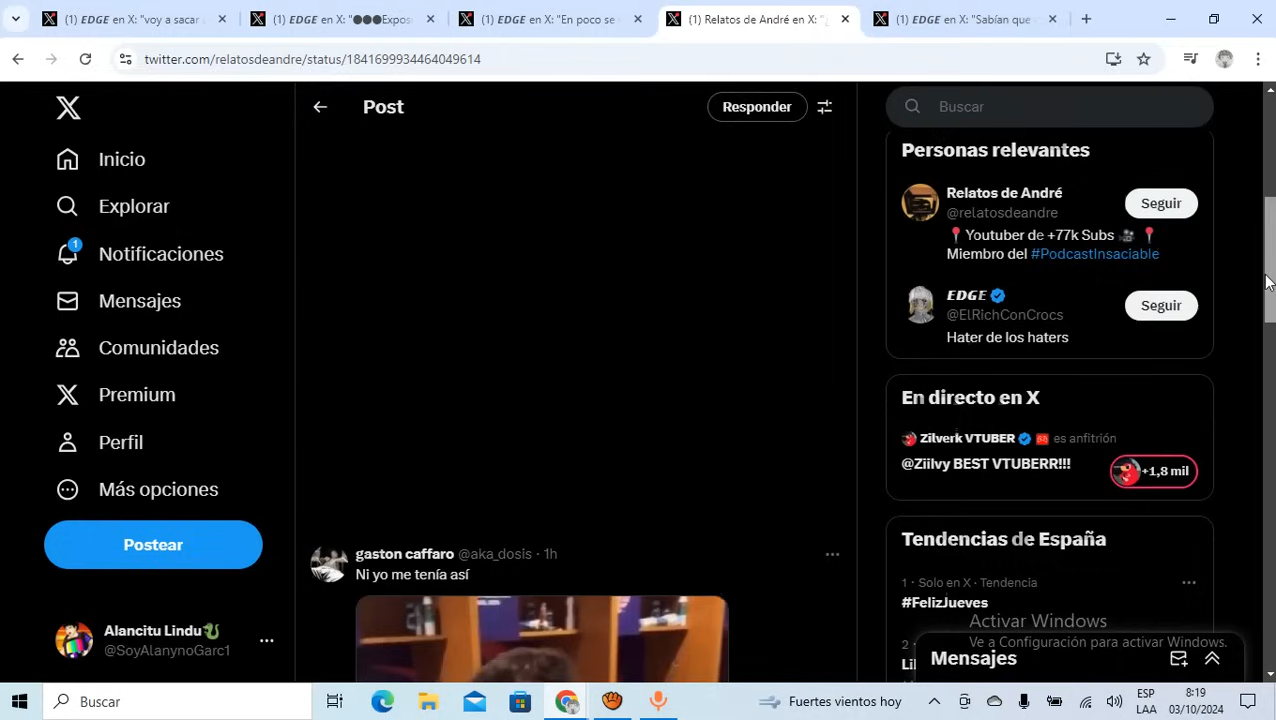 (1) EDGE en X: "voy a sacar
(1) EDGE en X: "●●●Expos
(1) EDGE en X: "En poco se
(1) Relatos de André en X: "¿
(1) EDGE en X: "Sabían que
twitter.com/relatosdeandre/status/1841699934464049614
Inicio
Explorar
1
Notificaciones
Mensajes
Comunidades
Premium
Perfil
Más opciones
Postear
Alancitu Lindu
@SoyAlanynoGarc1
Post
Responder
gaston caffaro @aka_dosis · 1h
Ni yo me tenía así
Buscar
Personas relevantes
Relatos de André
@relatosdeandre
Seguir
Youtuber de +77k Subs
Miembro del #PodcastInsaciable
EDGE
@ElRichConCrocs
Seguir
Hater de los haters
En directo en X
Zilverk VTUBER es anfitrión
@Ziilvy BEST VTUBERR!!!
+1,8 mil
Tendencias de España
1 · Solo en X · Tendencia
#FelizJueves
2
Activar Windows
Ve a Configuración para activar Windows.
Mensajes
Buscar
Fuertes vientos hoy
ESP
LAA
8:19
03/10/2024